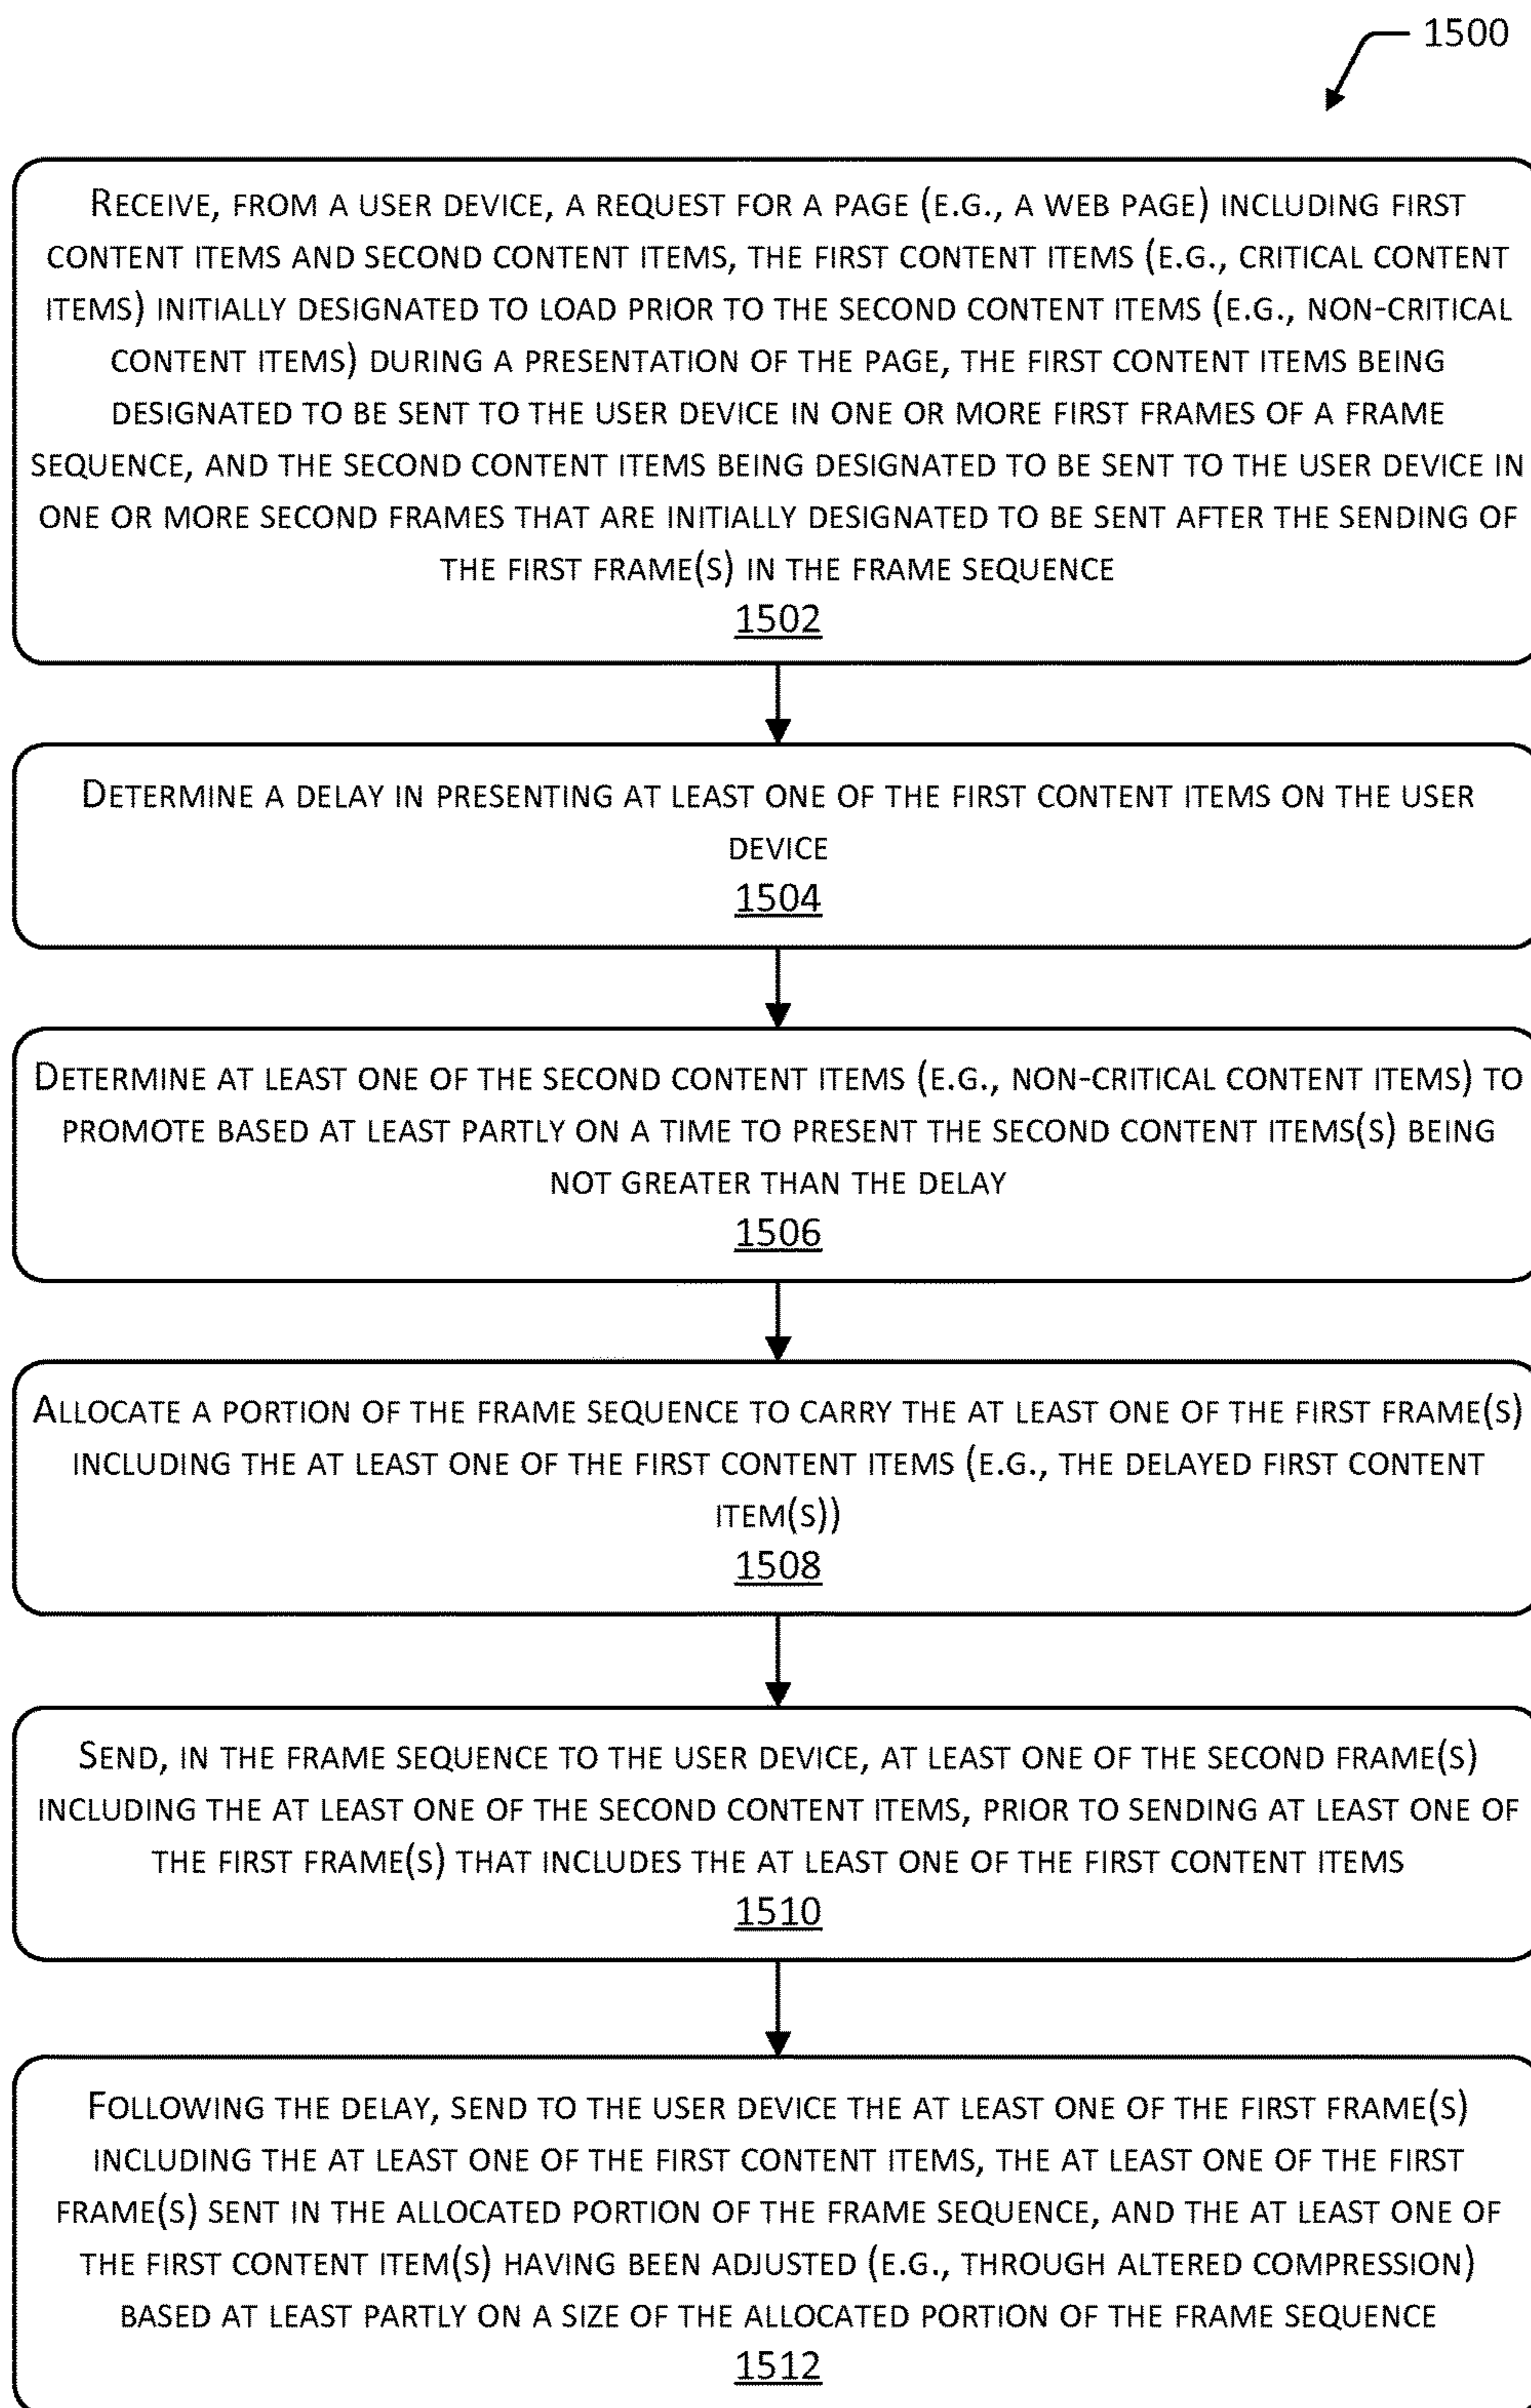 1500
RECEIVE, FROM A USER DEVICE, A REQUEST FOR A PAGE (E.G., A WEB PAGE) INCLUDING FIRST
CONTENT ITEMS AND SECOND CONTENT ITEMS, THE FIRST CONTENT ITEMS (E.G., CRITICAL CONTENT
ITEMS) INITIALLY DESIGNATED TO LOAD PRIOR TO THE SECOND CONTENT ITEMS (E.G., NON-CRITICAL
CONTENT ITEMS) DURING A PRESENTATION OF THE PAGE, THE FIRST CONTENT ITEMS BEING
DESIGNATED TO BE SENT TO THE USER DEVICE IN ONE OR MORE FIRST FRAMES OF A FRAME
SEQUENCE, AND THE SECOND CONTENT ITEMS BEING DESIGNATED TO BE SENT TO THE USER DEVICE IN
ONE OR MORE SECOND FRAMES THAT ARE INITIALLY DESIGNATED TO BE SENT AFTER THE SENDING OF
THE FIRST FRAME(S) IN THE FRAME SEQUENCE
1502
DETERMINE A DELAY IN PRESENTING AT LEAST ONE OF THE FIRST CONTENT ITEMS ON THE USER
DEVICE
1504
DETERMINE AT LEAST ONE OF THE SECOND CONTENT ITEMS (E.G., NON-CRITICAL CONTENT ITEMS) TO
PROMOTE BASED AT LEAST PARTLY ON A TIME TO PRESENT THE SECOND CONTENT ITEMS(S) BEING
NOT GREATER THAN THE DELAY
1506
ALLOCATE A PORTION OF THE FRAME SEQUENCE TO CARRY THE AT LEAST ONE OF THE FIRST FRAME(S)
INCLUDING THE AT LEAST ONE OF THE FIRST CONTENT ITEMS (E.G., THE DELAYED FIRST CONTENT
ITEM(S))
1508
SEND, IN THE FRAME SEQUENCE TO THE USER DEVICE, AT LEAST ONE OF THE SECOND FRAME(S)
INCLUDING THE AT LEAST ONE OF THE SECOND CONTENT ITEMS, PRIOR TO SENDING AT LEAST ONE OF
THE FIRST FRAME(S) THAT INCLUDES THE AT LEAST ONE OF THE FIRST CONTENT ITEMS
1510
FOLLOWING THE DELAY, SEND TO THE USER DEVICE THE AT LEAST ONE OF THE FIRST FRAME(S)
INCLUDING THE AT LEAST ONE OF THE FIRST CONTENT ITEMS, THE AT LEAST ONE OF THE FIRST
FRAME(S) SENT IN THE ALLOCATED PORTION OF THE FRAME SEQUENCE, AND THE AT LEAST ONE OF
THE FIRST CONTENT ITEM(S) HAVING BEEN ADJUSTED (E.G., THROUGH ALTERED COMPRESSION)
BASED AT LEAST PARTLY ON A SIZE OF THE ALLOCATED PORTION OF THE FRAME SEQUENCE
1512